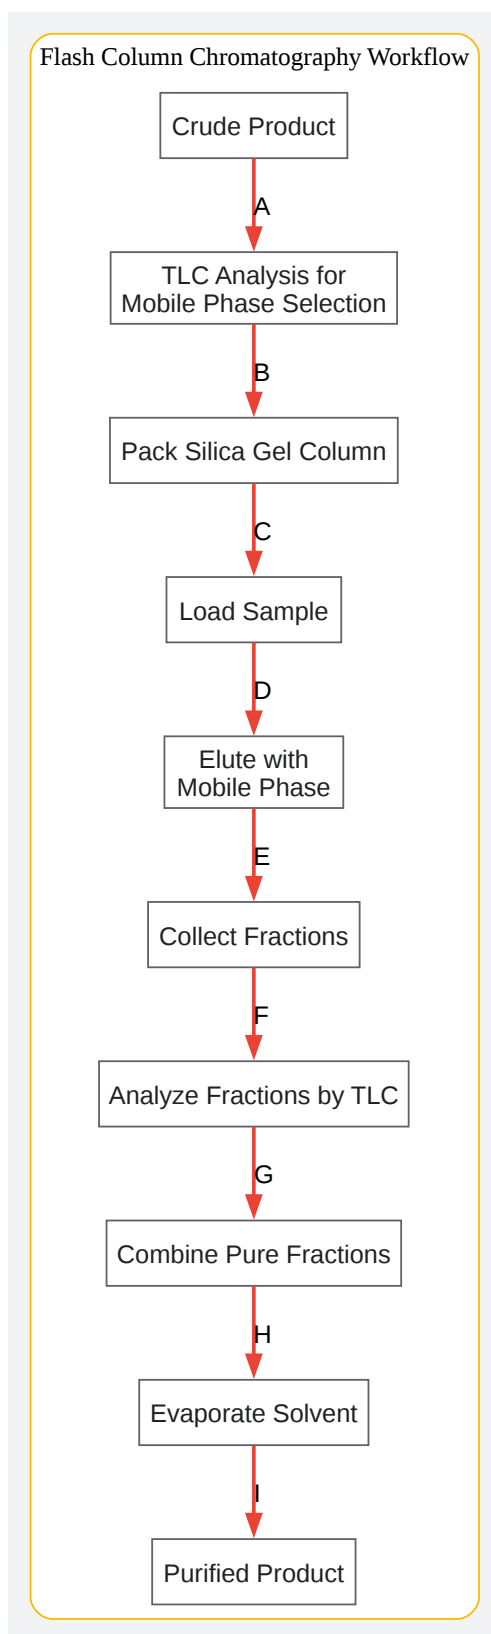 Flash Column Chromatography Workflow
Crude Product
A
TLC Analysis for
Mobile Phase Selection
B
Pack Silica Gel Column
C
Load Sample
D
Elute with
Mobile Phase
E
Collect Fractions
F
Analyze Fractions by TLC
G
Combine Pure Fractions
H
Evaporate Solvent
I
Purified Product